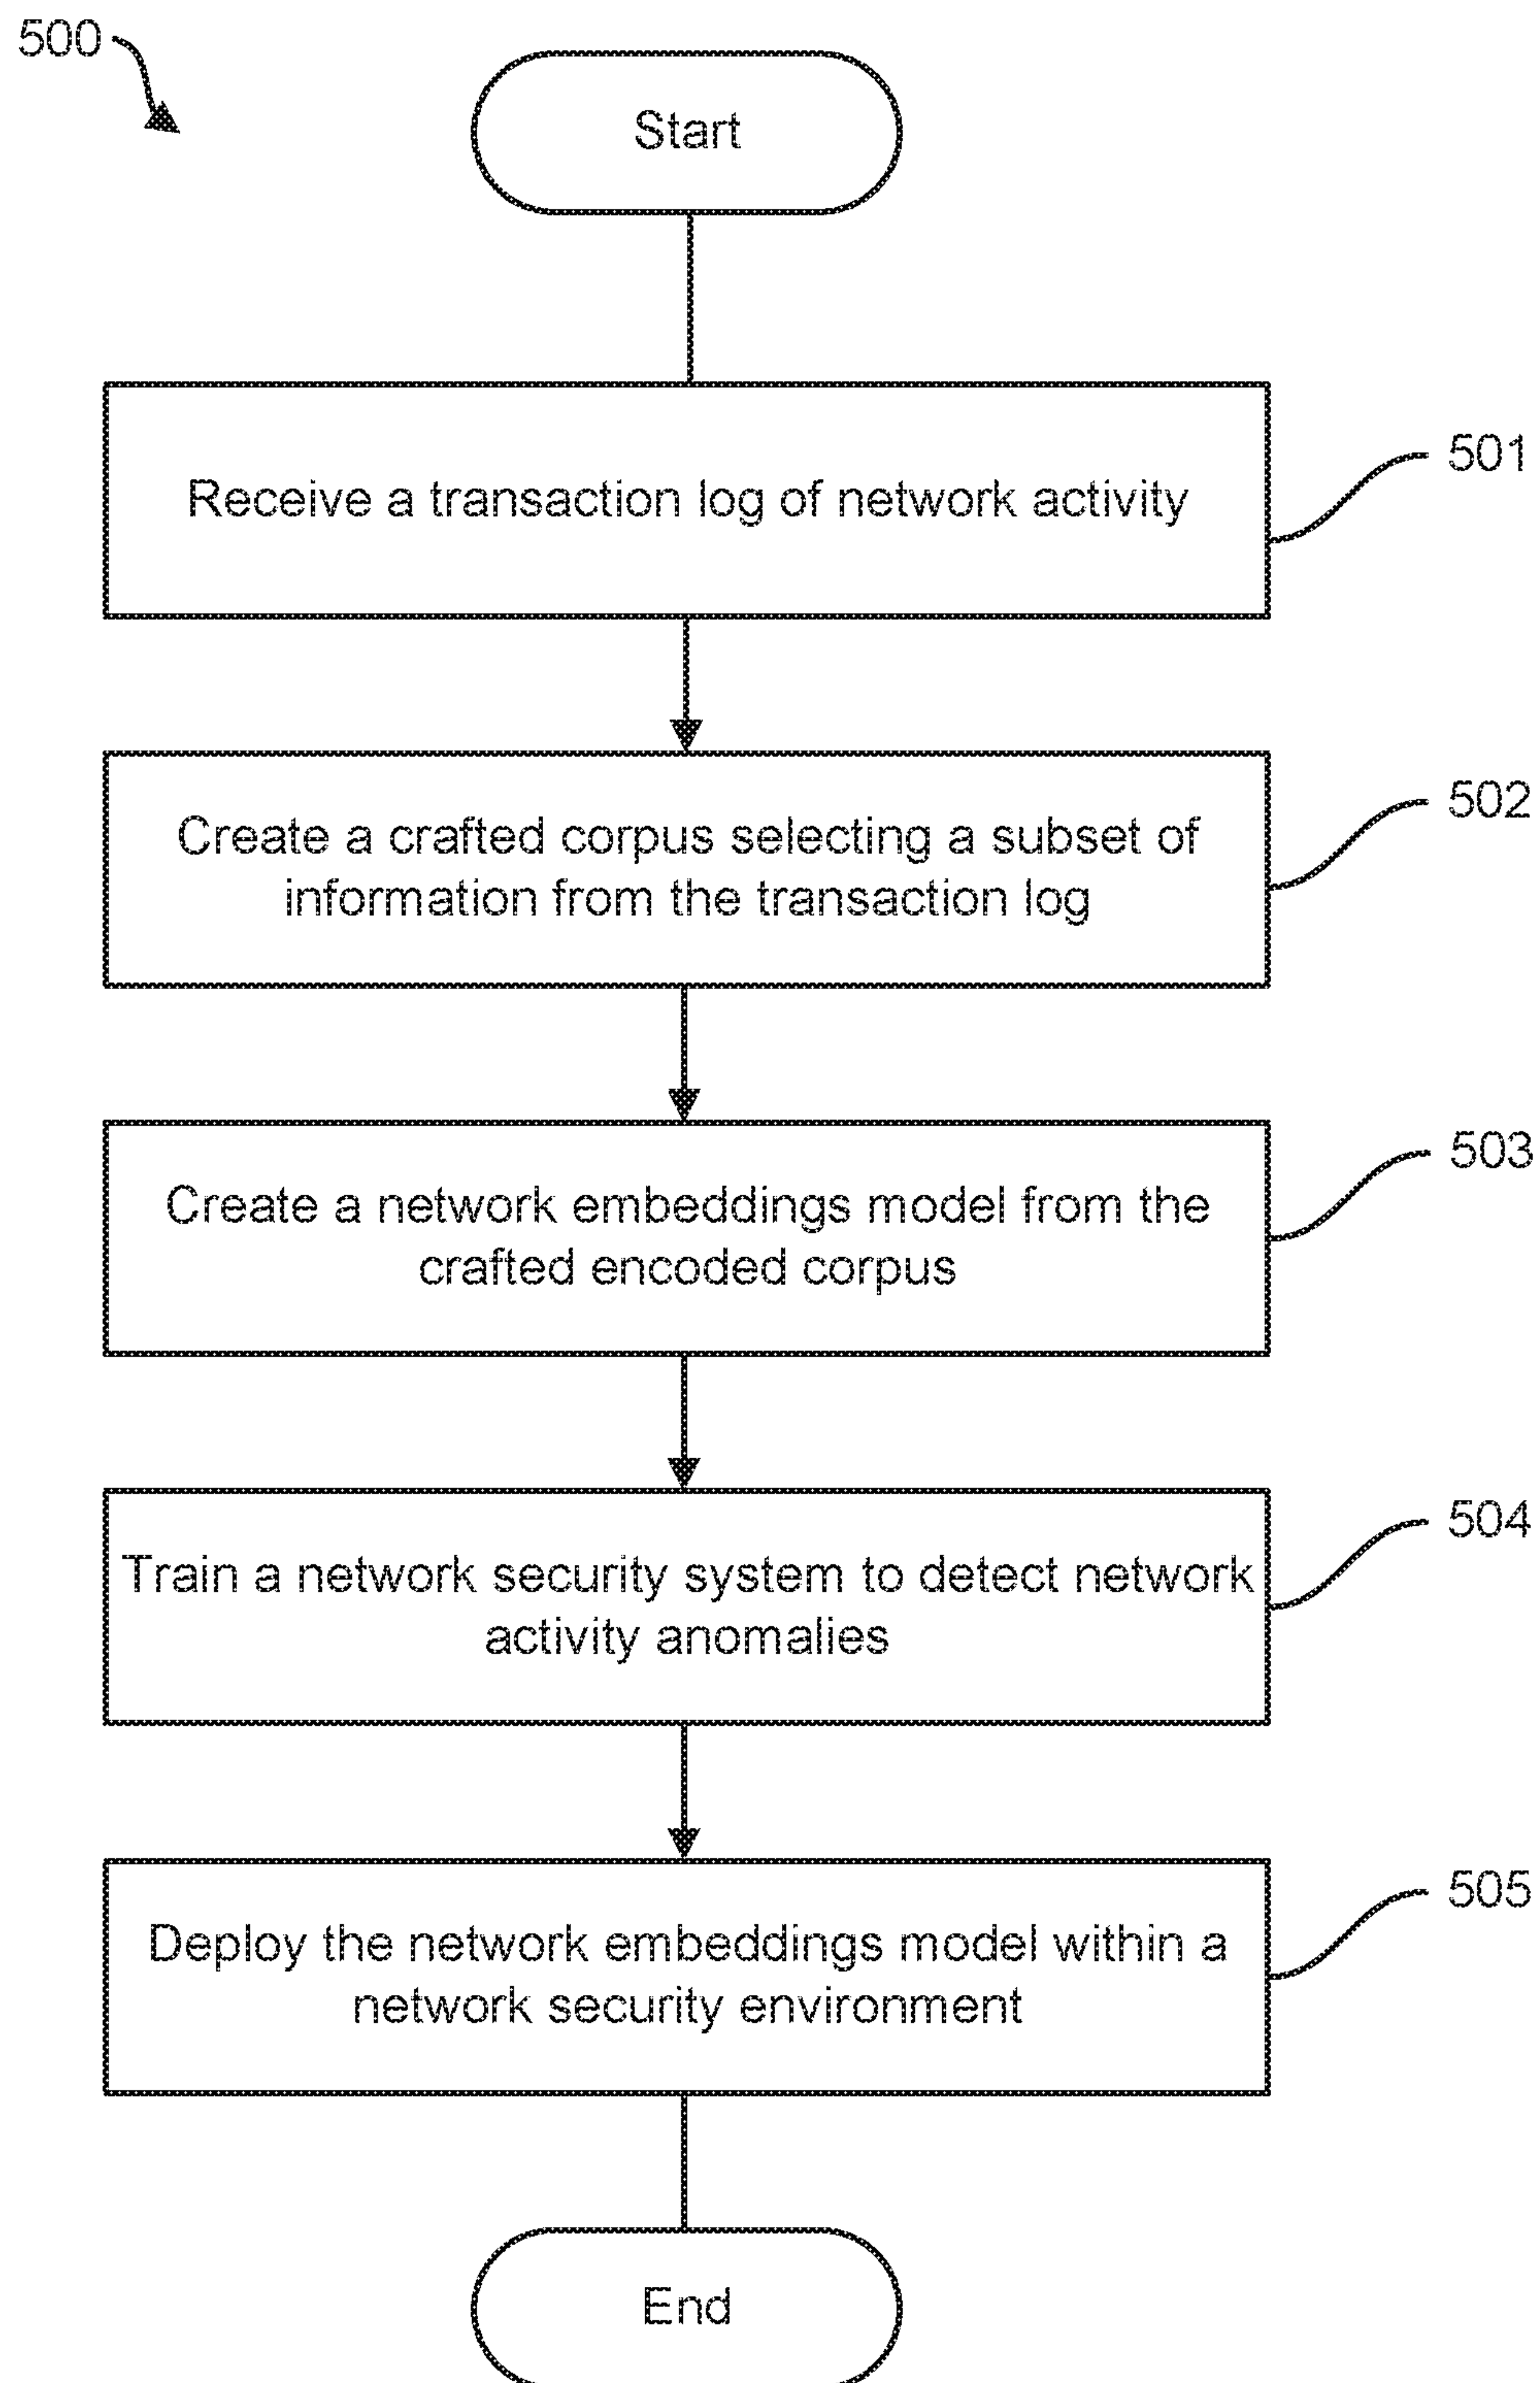 500
Start
Receive a transaction log of network activity
501
Create a crafted corpus selecting a subset of
information from the transaction log
502
Create a network embeddings model from the
crafted encoded corpus
503
Train a network security system to detect network
activity anomalies
504
Deploy the network embeddings model within a
network security environment
505
End